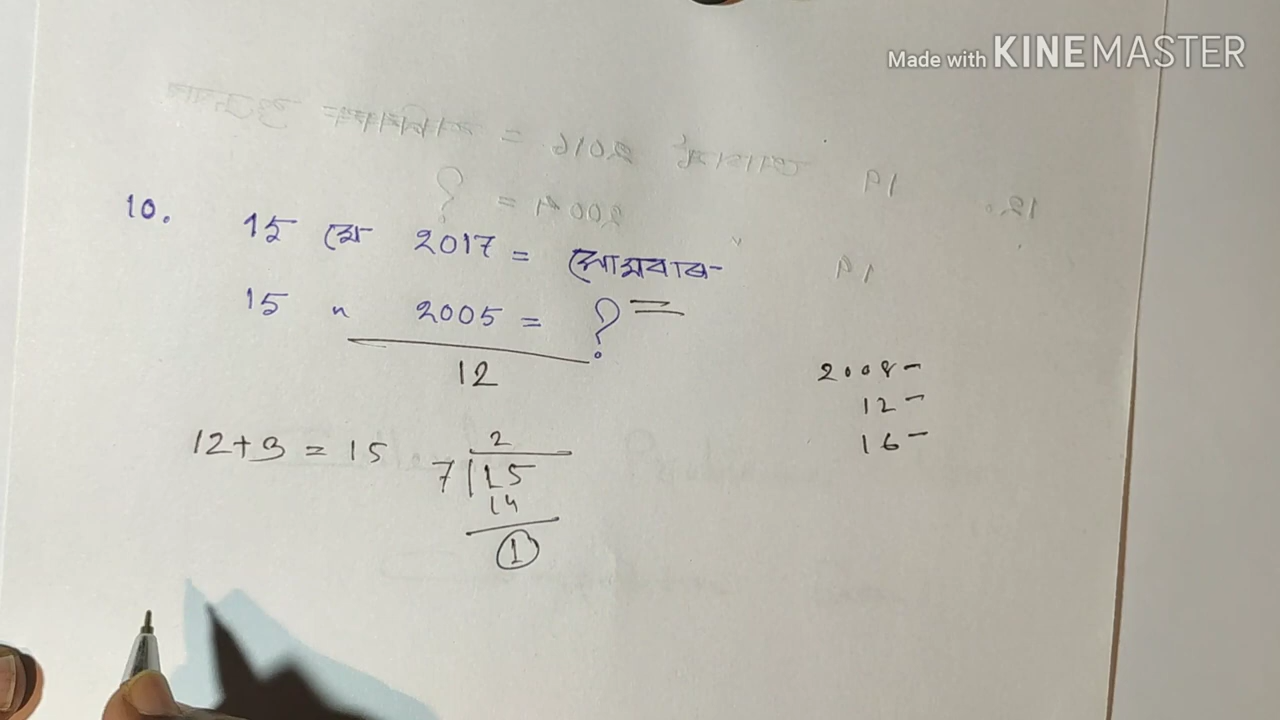 Made with KINEMASTER
10. 15 মে 2017 = সোমবার
15 " 2005 = ?
12
2008 -
12 -
16 -
12 + 3 = 15
2
7 | 15
14
1